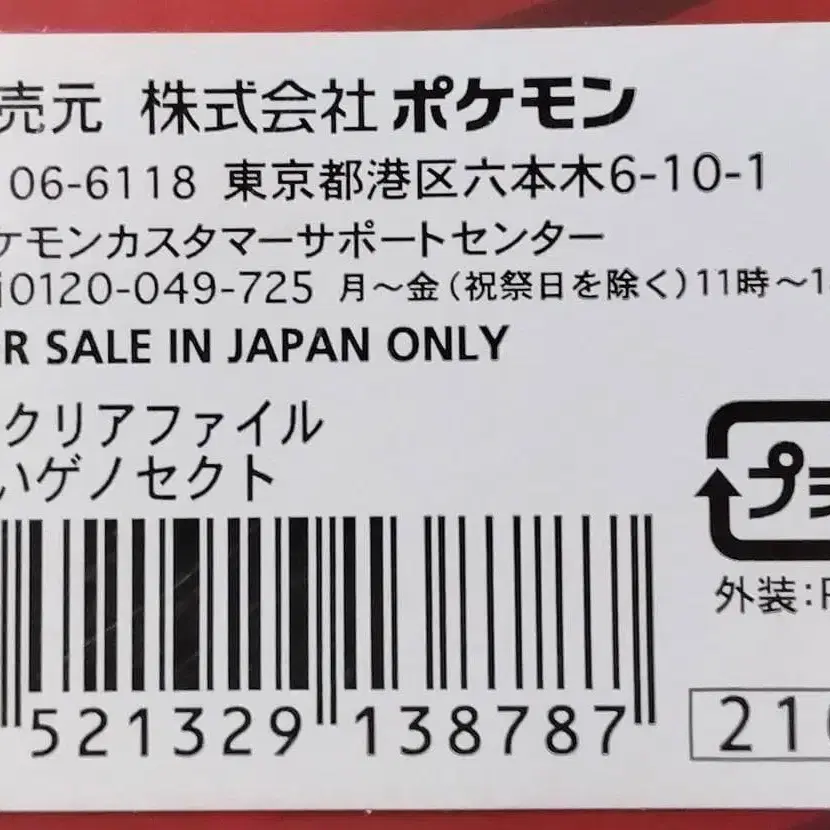 売元 株式会社ポケモン
06-6118 東京都港区六本木6-10-1
ケモンカスタマーサポートセンター
0120-049-725 月～金(祝祭日を除く)11時～1
R SALE IN JAPAN ONLY
クリアファイル
いゲノセクト
プラ
外装:P
521329 138787
210